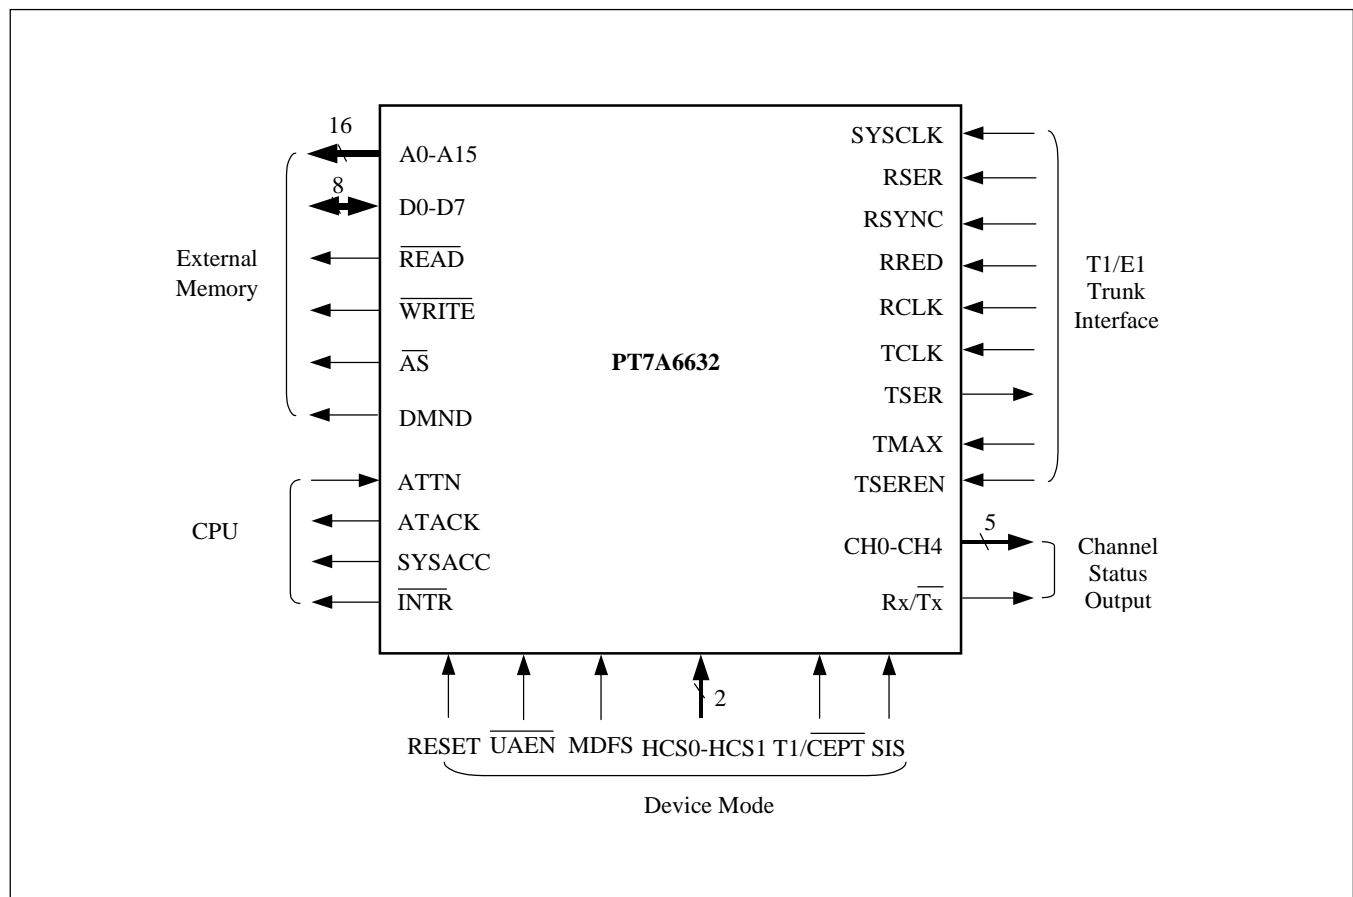 16
A0-A15
8
D0-D7
READ
WRITE
AS
DMND
External
Memory
ATTN
ATACK
SYSACC
INTR
CPU
PT7A6632
SYSCLK
RSER
RSYNC
RRED
RCLK
TCLK
TSER
TMAX
TSEREN
T1/E1
Trunk
Interface
CH0-CH4
5
Rx/Tx
Channel
Status
Output
2
RESET UAEN MDFS HCS0-HCS1 T1/CEPT SIS
Device Mode